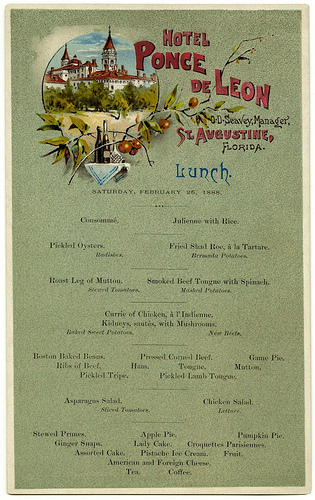 HOTEL
PONCE
DE LEON
O.D. Seavey, Manager,
ST. AUGUSTINE,
FLORIDA.
Lunch.
SATURDAY, FEBRUARY 25, 1888.
Consommé. Julienne with Rice.
Pickled Oysters. Fried Shad Roe, à la Tartare.
Radishes. Bermuda Potatoes.
Roast Leg of Mutton. Smoked Beef Tongue with Spinach.
Stewed Tomatoes. Mashed Potatoes.
Currie of Chicken, à l'Indienne.
Kidneys, sautés, with Mushrooms.
Baked Sweet Potatoes. New Beets.
Boston Baked Beans. Pressed Corned Beef. Game Pie.
Ribs of Beef. Ham. Tongue. Mutton.
Pickled Tripe. Pickled Lamb Tongue.
Asparagus Salad. Chicken Salad.
Sliced Tomatoes. Lettuce.
Stewed Prunes. Apple Pie. Pumpkin Pie.
Ginger Snaps. Lady Cake. Croquettes Parisiennes.
Assorted Cake. Pistache Ice Cream. Fruit.
American and Foreign Cheese.
Tea. Coffee.